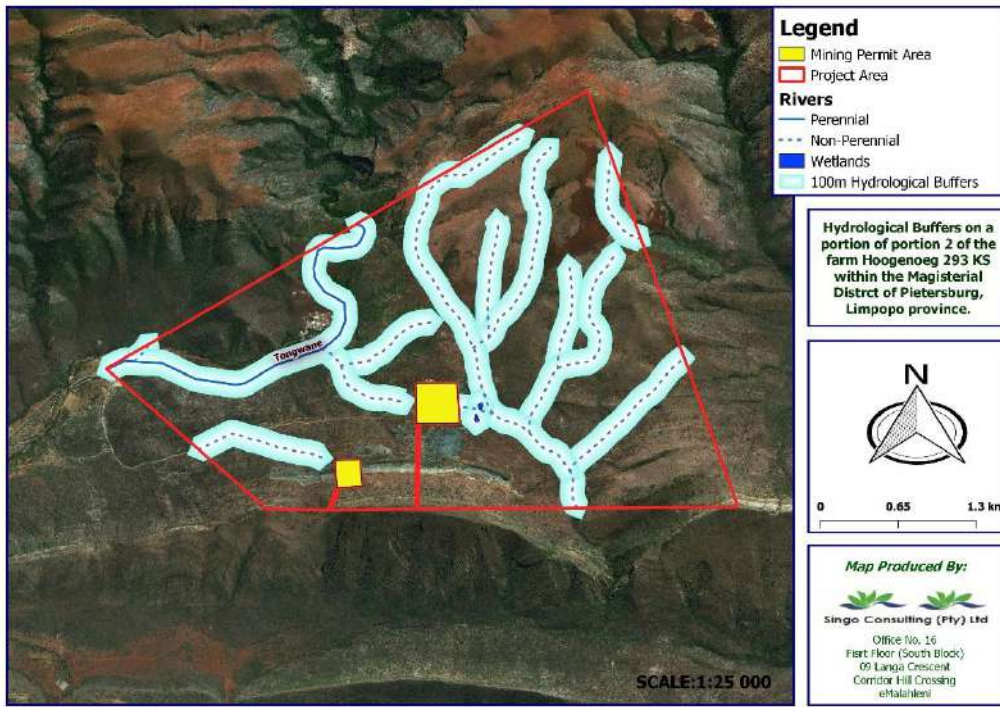 Legend
Mining Permit Area
Project Area
Rivers
Perennial
Non-Perennial
Wetlands
100m Hydrological Buffers
Tongwane
SCALE:1:25 000
Hydrological Buffers on a
portion of portion 2 of the
farm Hoogenoeg 293 KS
within the Magisterial
Distrct of Pietersburg,
Limpopo province.
N
0 0.65 1.3 km
Map Produced By:
Singo Consulting (Pty) Ltd
Office No. 16
Fisrt Floor (South Block)
09 Langa Crescent
Corridor Hill Crossing
eMalahleni